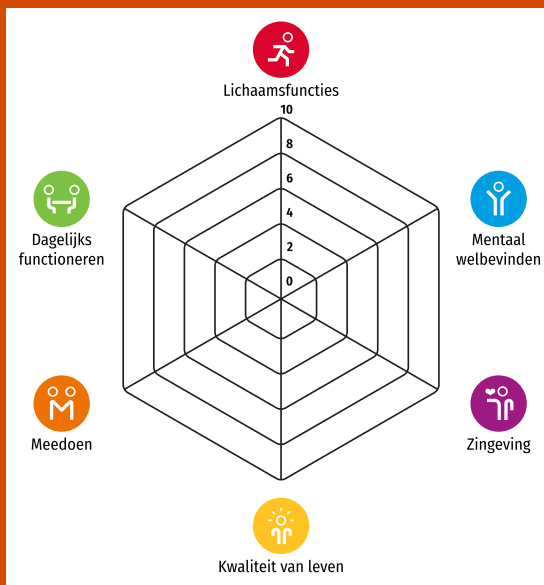 Lichaamsfuncties
10
8
6
4
2
0
Dagelijks
functioneren
Mentaal
welbevinden
Meedoen
Zingeving
Kwaliteit van leven